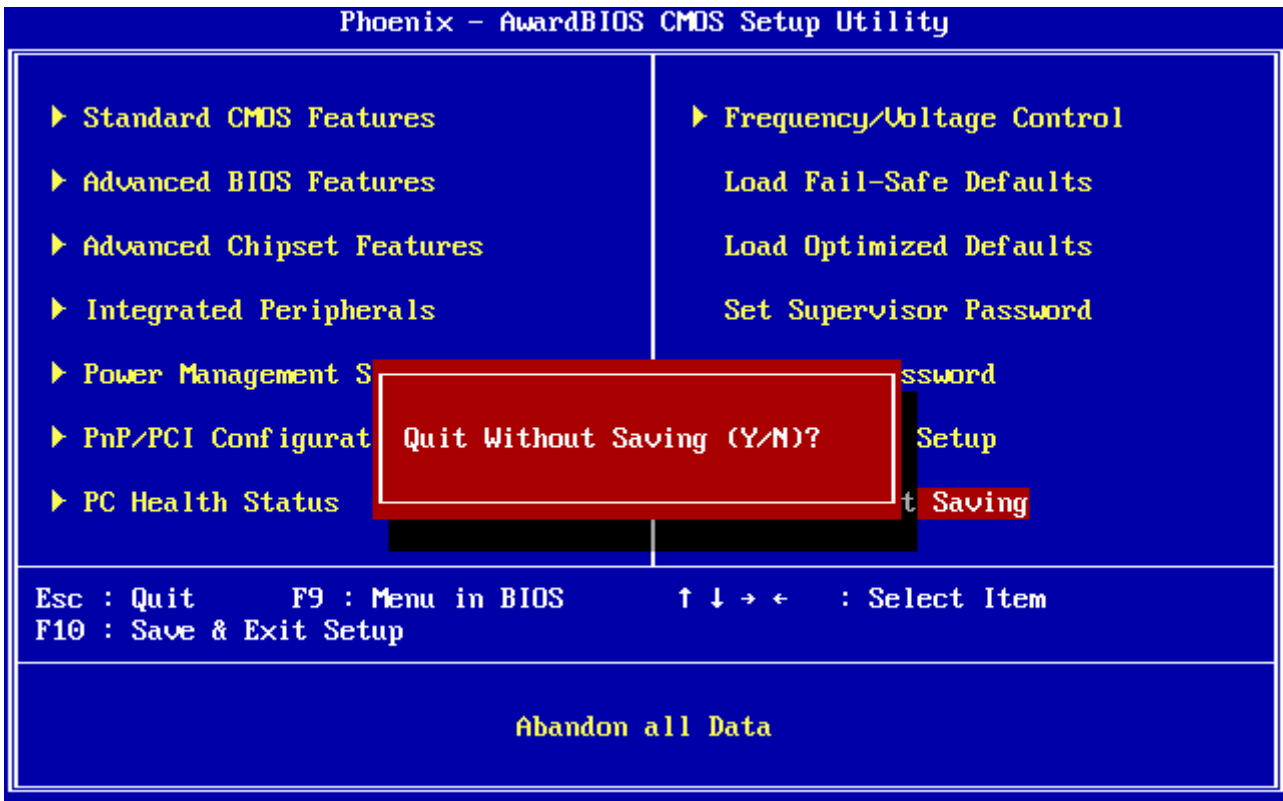 Phoenix - AwardBIOS CMOS Setup Utility
Standard CMOS Features
Advanced BIOS Features
Advanced Chipset Features
Integrated Peripherals
Power Management S
PnP/PCI Configurat
PC Health Status
Frequency/Voltage Control
Load Fail-Safe Defaults
Load Optimized Defaults
Set Supervisor Password
ssword
Setup
t Saving
Quit Without Saving (Y/N)?
Esc : Quit F9 : Menu in BIOS ↑ ↓ → ← : Select Item
F10 : Save & Exit Setup
Abandon all Data